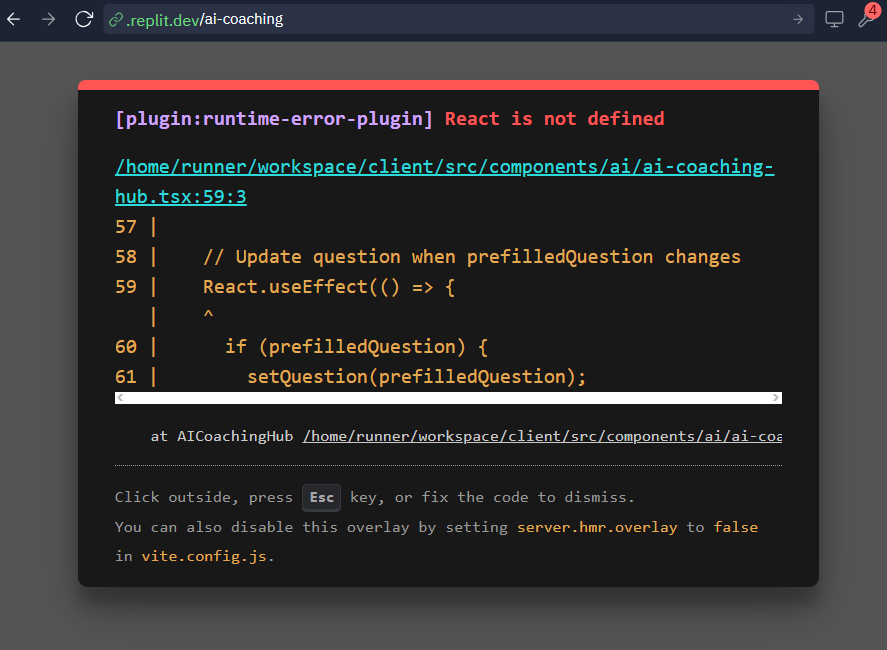 .replit.dev/ai-coaching
4
[plugin:runtime-error-plugin] React is not defined
/home/runner/workspace/client/src/components/ai/ai-coaching-
hub.tsx:59:3
57 |
58 |    // Update question when prefilledQuestion changes
59 |    React.useEffect(() => {
   |    ^
60 |      if (prefilledQuestion) {
61 |        setQuestion(prefilledQuestion);
at AICoachingHub /home/runner/workspace/client/src/components/ai/ai-coa
Click outside, press Esc key, or fix the code to dismiss.
You can also disable this overlay by setting server.hmr.overlay to false
in vite.config.js.